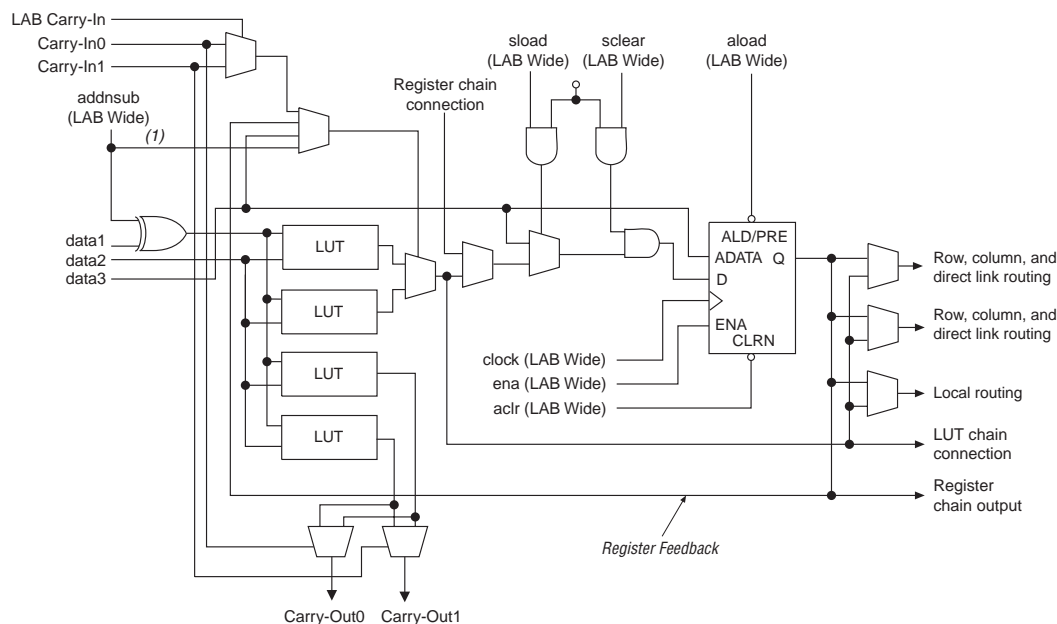 LAB Carry-In
Carry-In0
Carry-In1
addnsub
(LAB Wide)
(1)
Register chain
connection
sload
(LAB Wide)
sclear
(LAB Wide)
aload
(LAB Wide)
data1
data2
data3
LUT
LUT
LUT
LUT
ALD/PRE
ADATA Q
D
ENA
CLRN
clock (LAB Wide)
ena (LAB Wide)
aclr (LAB Wide)
Row, column, and
direct link routing
Row, column, and
direct link routing
Local routing
LUT chain
connection
Register
chain output
Register Feedback
Carry-Out0
Carry-Out1